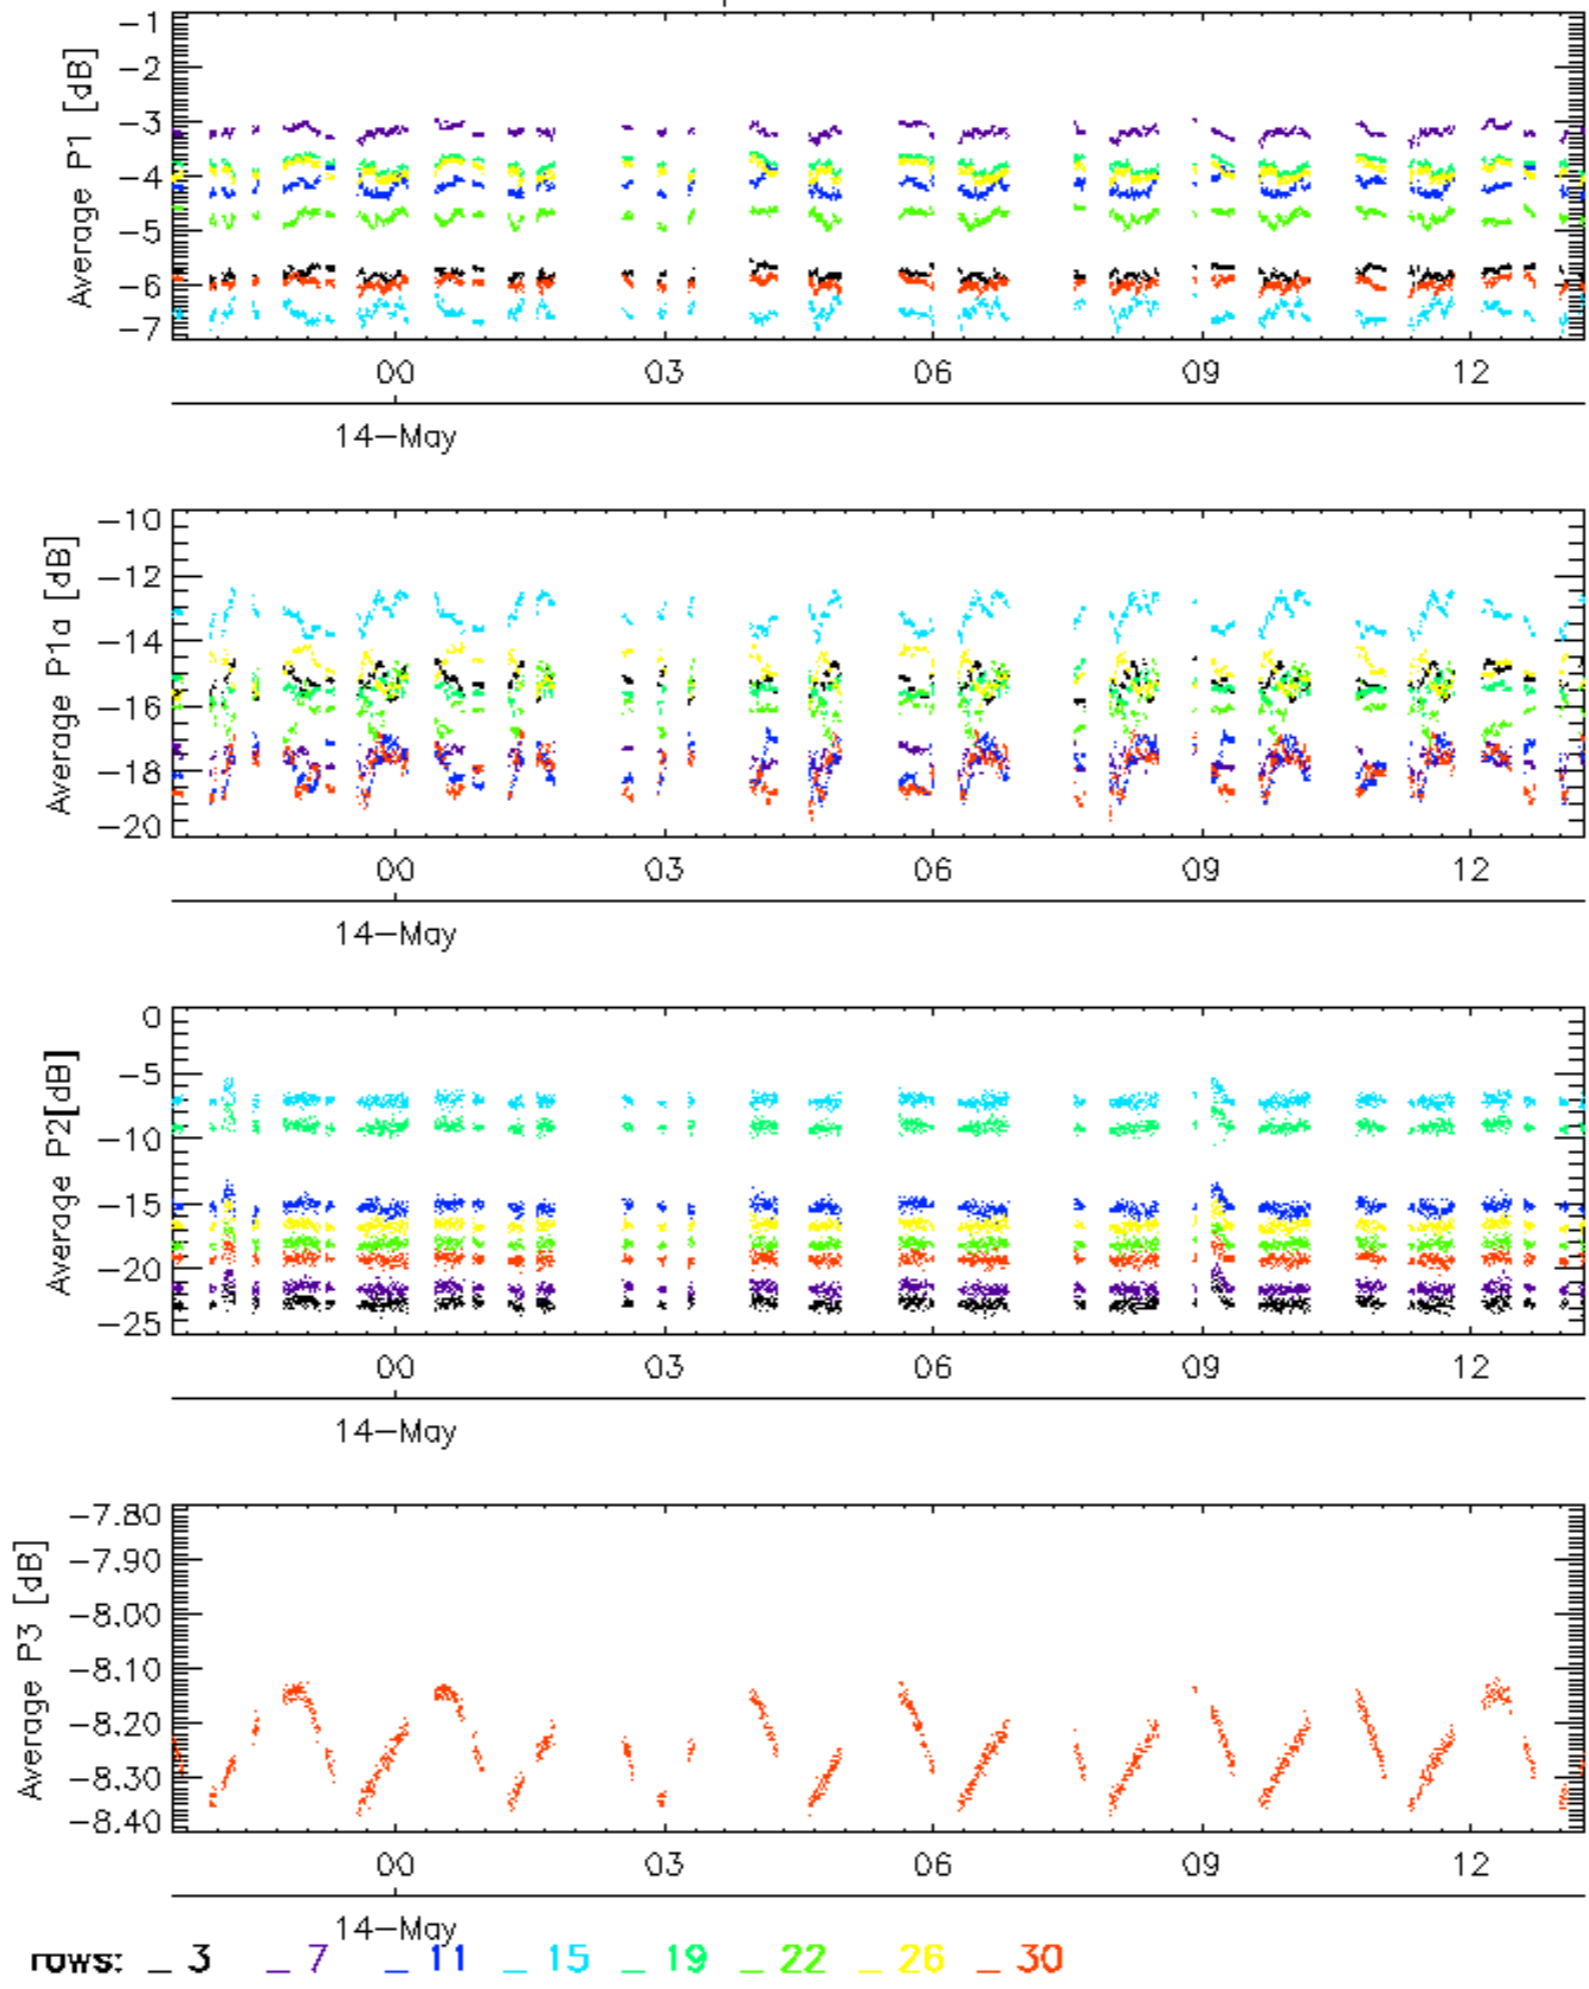 Average P1 [dB]
-1
-2
-3
-4
-5
-6
-7
00 03 06 09 12
14-May
Average P1a [dB]
-10
-12
-14
-16
-18
-20
00 03 06 09 12
14-May
Average P2[dB]
0
-5
-10
-15
-20
-25
00 03 06 09 12
14-May
Average P3 [dB]
-7.80
-7.90
-8.00
-8.10
-8.20
-8.30
-8.40
00 03 06 09 12
14-May
rows: _ 3 _ 7 _ 11 _ 15 _ 19 _ 22 _ 26 _ 30